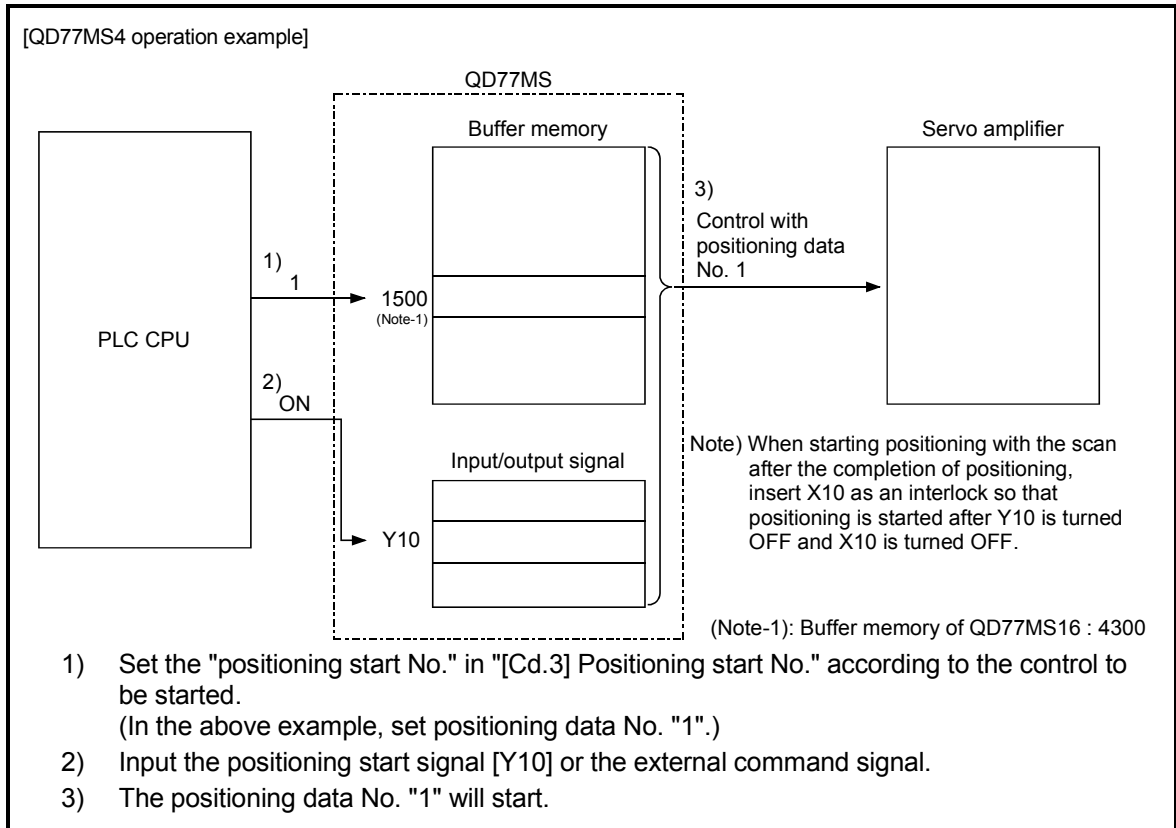 [QD77MS4 operation example]
QD77MS
Buffer memory
Servo amplifier
3)
Control with
positioning data
No. 1
1)
1
1500
(Note-1)
PLC CPU
2)
ON
Input/output signal
Y10
Note) When starting positioning with the scan
after the completion of positioning,
insert X10 as an interlock so that
positioning is started after Y10 is turned
OFF and X10 is turned OFF.
(Note-1): Buffer memory of QD77MS16 : 4300
1) Set the "positioning start No." in "[Cd.3] Positioning start No." according to the control to
be started.
(In the above example, set positioning data No. "1".)
2) Input the positioning start signal [Y10] or the external command signal.
3) The positioning data No. "1" will start.